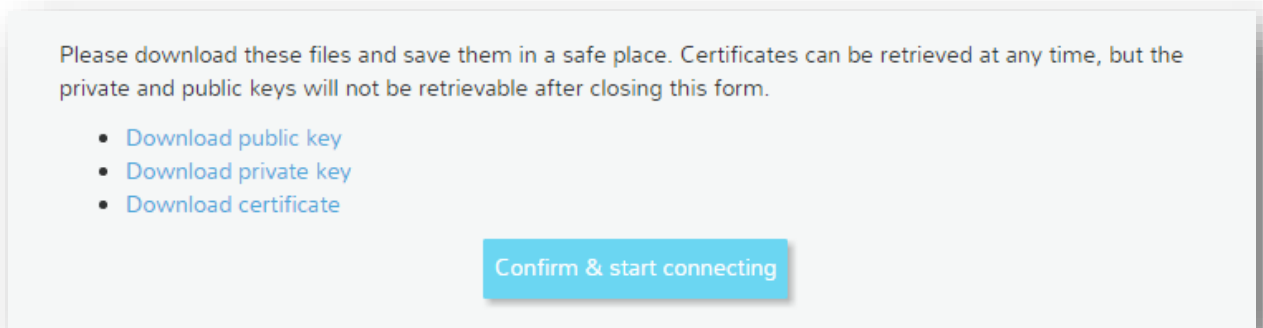 Please download these files and save them in a safe place. Certificates can be retrieved at any time, but the
private and public keys will not be retrievable after closing this form.
• Download public key
• Download private key
• Download certificate
Confirm & start connecting